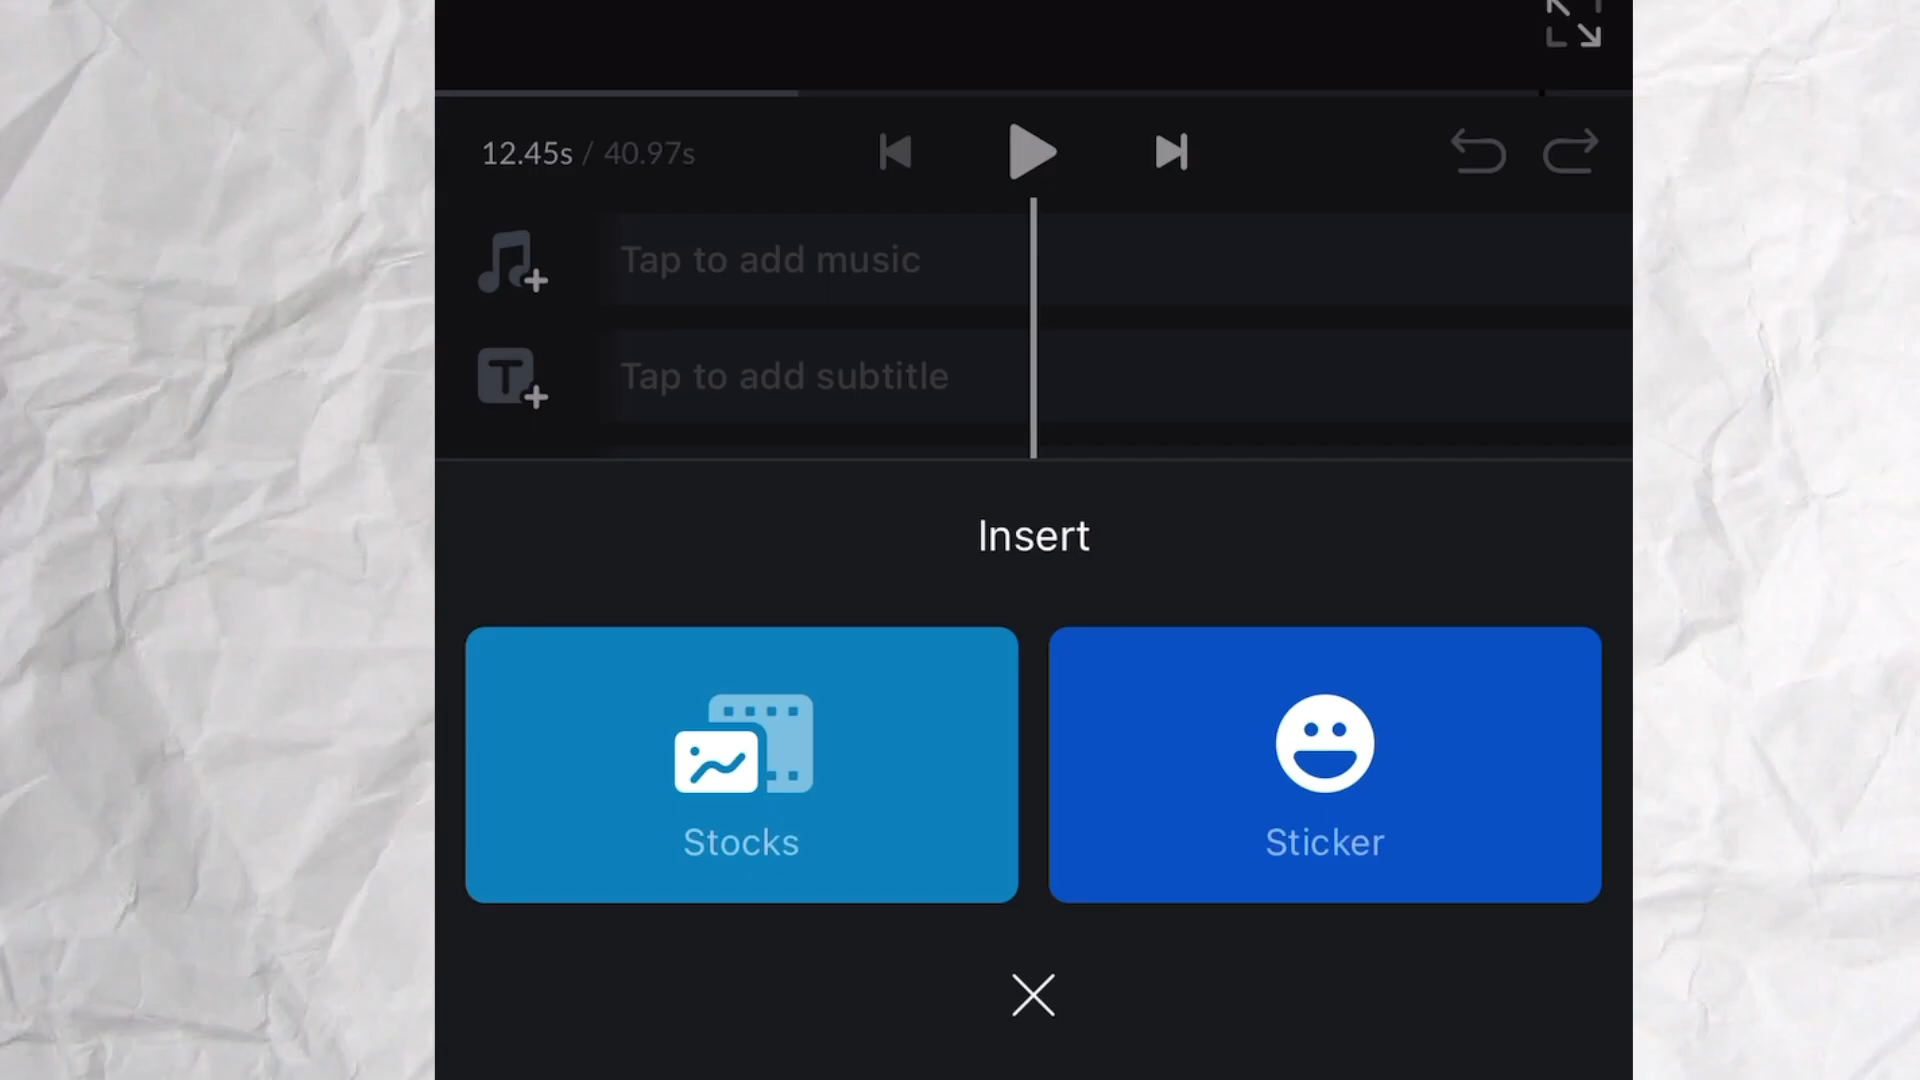 12.45s / 40.97s
Tap to add music
T
Tap to add subtitle
Insert
Stocks
Sticker